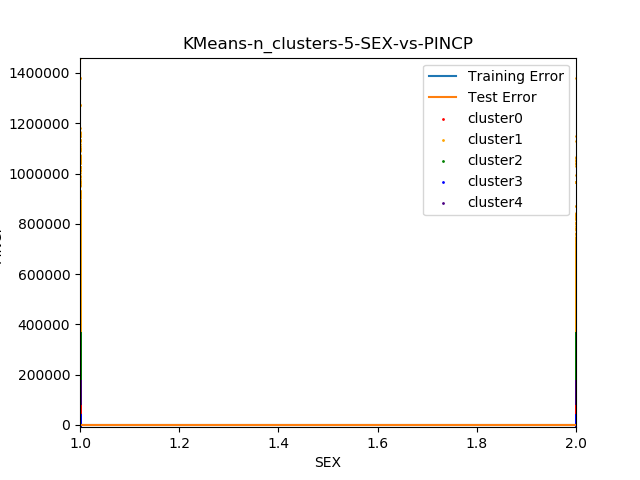 KMeans-n_clusters-5-SEX-vs-PINCP
1400000
1200000
1000000
800000
600000
400000
200000
0
Training Error
Test Error
cluster0
cluster1
cluster2
cluster3
cluster4
1.0 1.2 1.4 1.6 1.8 2.0
SEX